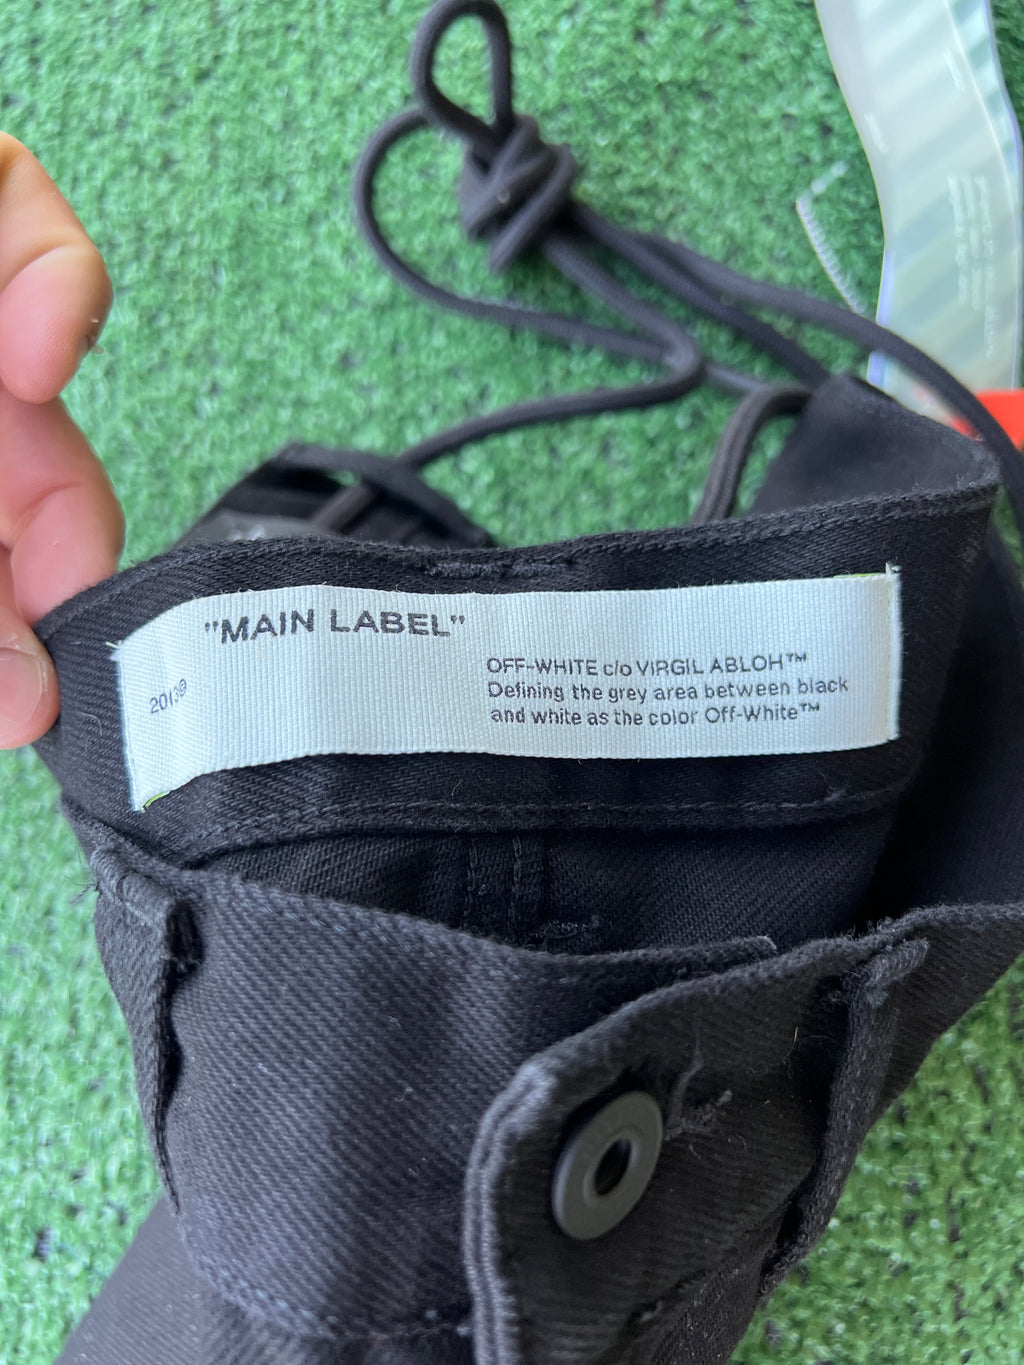 "MAIN LABEL"
2013®
OFF-WHITE c/o VIRGIL ABLOH™
Defining the grey area between black
and white as the color Off-White™